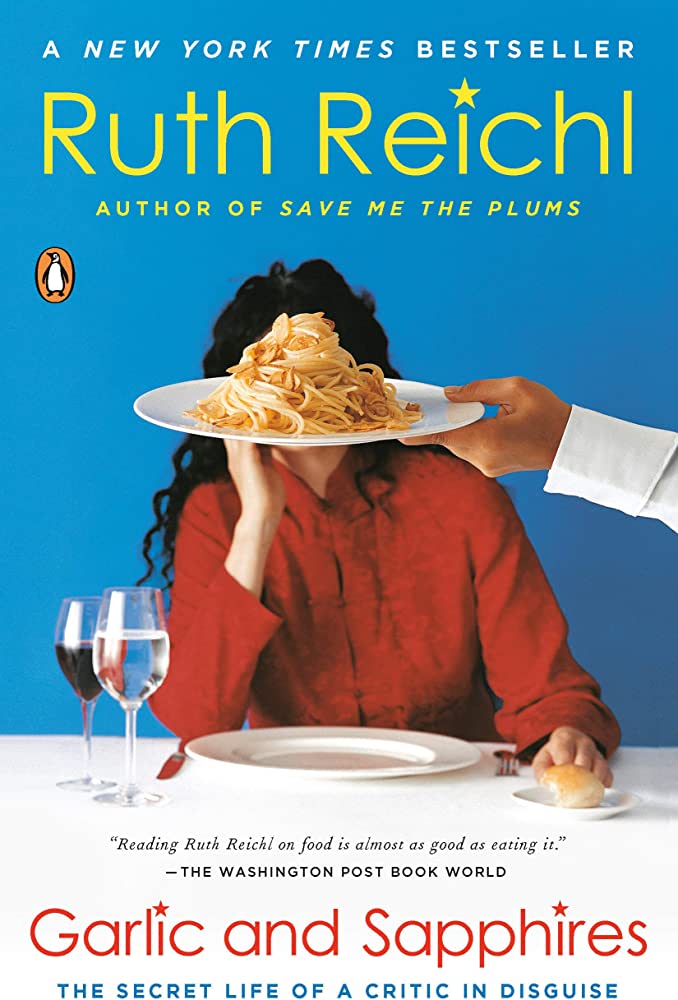 A NEW YORK TIMES BESTSELLER
Ruth Reichl
AUTHOR OF SAVE ME THE PLUMS
“Reading Ruth Reichl on food is almost as good as eating it.”
—THE WASHINGTON POST BOOK WORLD
Garlic and Sapphires
THE SECRET LIFE OF A CRITIC IN DISGUISE